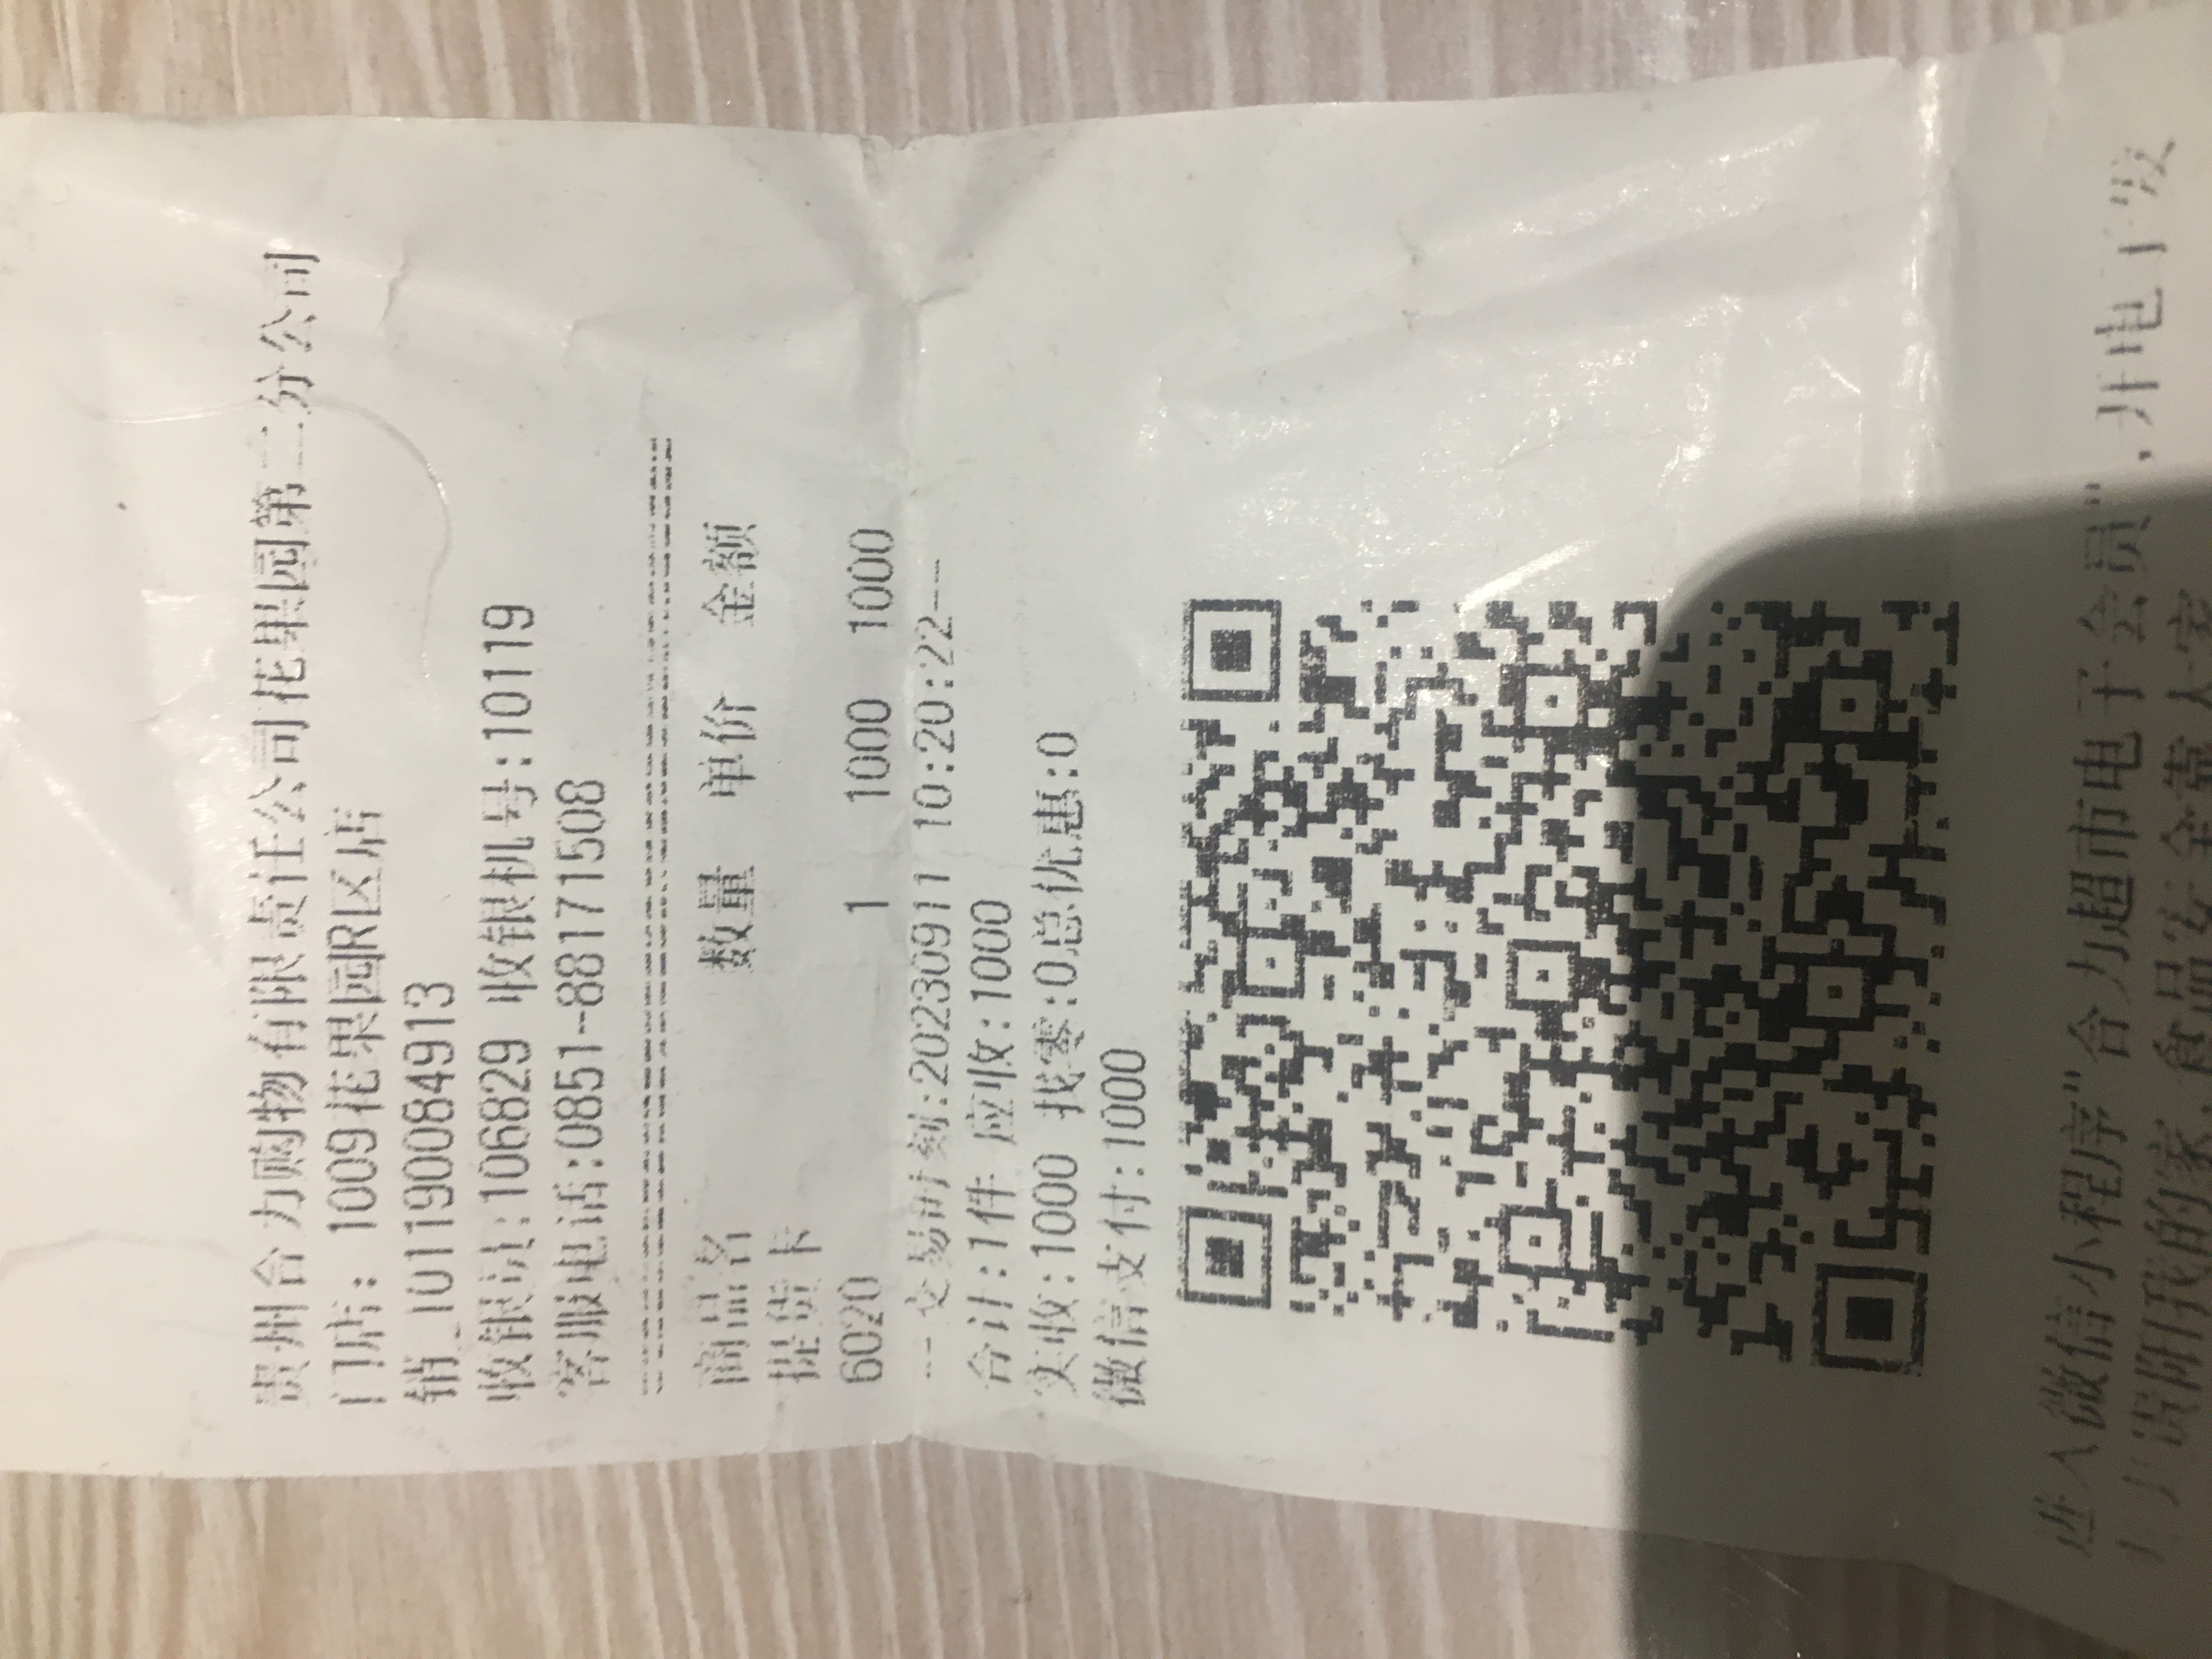 贵州合力购物有限责任公司花果园第二分公司
门店: 1009花果园R区店
销_101190084913
收银员:106829 收银机号:10119
客服电话:0851-88171508
商品名 数量 单价 金额
提货卡
6020 1 1000 1000
-- 交易时刻:20230911 10:20:22--
合计:1件 应收:1000
实收:1000 找零:0总优惠:0
微信支付:1000
进入微信小程序"合力超市电子会员",开电子发
贵阳我的家,食品安全靠大家